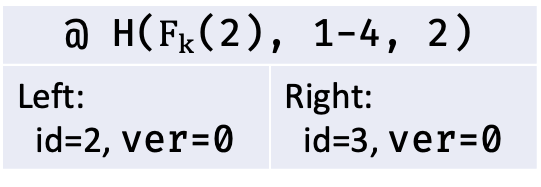 @ H(Fₖ(2), 1-4, 2)
Left:
id=2, ver=0
Right:
id=3, ver=0